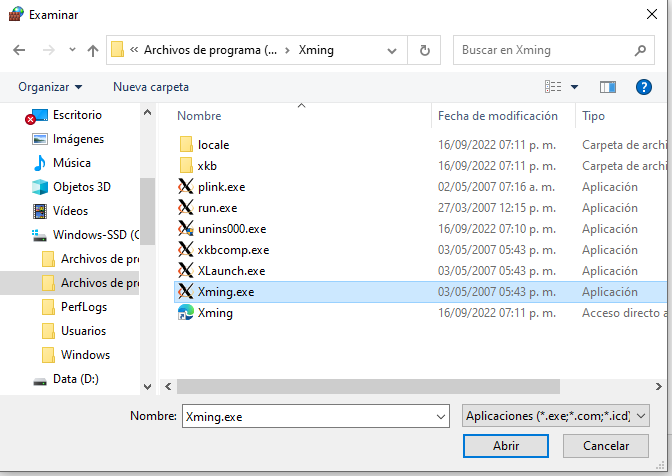 Examinar
« Archivos de programa (... › Xming
Buscar en Xming
Organizar
Nueva carpeta
Nombre Fecha de modificación Tipo
Escritorio
Imágenes
Música
Objetos 3D
Vídeos
Windows-SSD (C
Archivos de pro
Archivos de pro
PerfLogs
Usuarios
Windows
Data (D:)
locale 16/09/2022 07:11 p. m. Carpeta de archi
xkb 16/09/2022 07:11 p. m. Carpeta de archi
plink.exe 02/05/2007 07:16 a. m. Aplicación
run.exe 27/03/2007 12:15 p. m. Aplicación
unins000.exe 16/09/2022 07:10 p. m. Aplicación
xkbcomp.exe 03/05/2007 05:43 p. m. Aplicación
XLaunch.exe 03/05/2007 05:43 p. m. Aplicación
Xming.exe 03/05/2007 05:43 p. m. Aplicación
Xming 16/09/2022 07:11 p. m. Acceso directo a
Nombre: Xming.exe
Aplicaciones (*.exe;*.com;*.icd)
Abrir
Cancelar